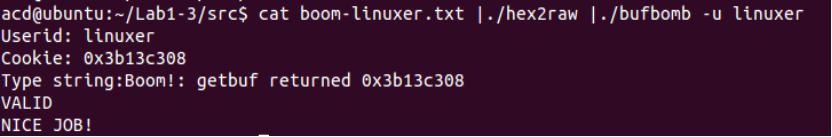 acd@ubuntu:~/Lab1-3/src$ cat boom-linuxer.txt |./hex2raw |./bufbomb -u linuxer
Userid: linuxer
Cookie: 0x3b13c308
Type string:Boom!: getbuf returned 0x3b13c308
VALID
NICE JOB!